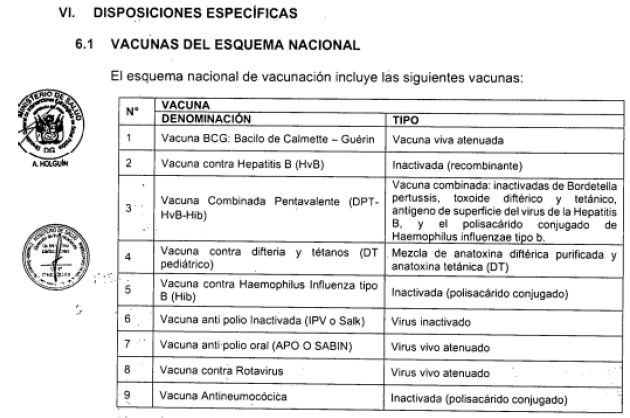 VI. DISPOSICIONES ESPECÍFICAS
6.1 VACUNAS DEL ESQUEMA NACIONAL
El esquema nacional de vacunación incluye las siguientes vacunas:
N° VACUNA
DENOMINACIÓN TIPO
1 Vacuna BCG: Bacilo de Calmette – Guérin Vacuna viva atenuada
2 Vacuna contra Hepatitis B (HvB) Inactivada (recombinante)
3 Vacuna Combinada Pentavalente (DPT-
HvB-Hib)
Vacuna combinada: inactivadas de Bordetella
pertussis, toxoide diftérico y tetánico,
antígeno de superficie del virus de la Hepatitis
B, y el polisacárido conjugado de
Haemophilus influenzae tipo b.
4 Vacuna contra difteria y tétanos (DT
pediátrico)
Mezcla de anatoxina diftérica purificada y
anatoxina tetánica (DT)
5 Vacuna contra Haemophilus Influenza tipo
B (Hib)
Inactivada (polisacárido conjugado)
6 Vacuna anti polio Inactivada (IPV o Salk) Virus inactivado
7 Vacuna anti polio oral (APO O SABIN) Virus vivo atenuado
8 Vacuna contra Rotavirus Virus vivo atenuado
9 Vacuna Antineumocócica Inactivada (polisacárido conjugado)
MINISTERIO DE SALUD
DG
A. HOLGUÍN